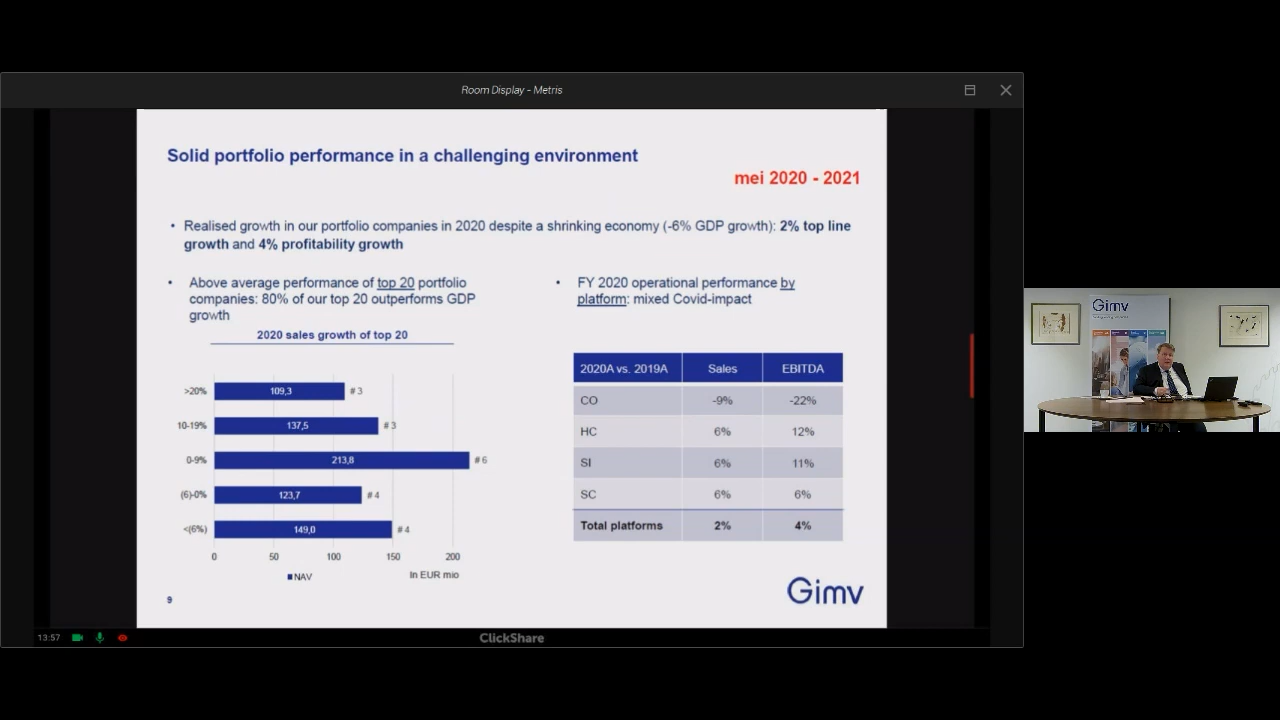 Room Display - Metris
Solid portfolio performance in a challenging environment
mei 2020 - 2021
• Realised growth in our portfolio companies in 2020 despite a shrinking economy (-6% GDP growth): 2% top line
growth and 4% profitability growth
• Above average performance of top 20 portfolio
companies: 80% of our top 20 outperforms GDP
growth
2020 sales growth of top 20
>20% 109,3 #3
10-19% 137,5 #3
0-9% 213,8 #6
(6)-0% 123,7 #4
<(6%) 149,0 #4
0 50 100 150 200
NAV In EUR mio
• FY 2020 operational performance by
platform: mixed Covid-impact
2020A vs. 2019A Sales EBITDA
CO -9% -22%
HC 6% 12%
SI 6% 11%
SC 6% 6%
Total platforms 2% 4%
9
Gimv
13:57
ClickShare
Gimv